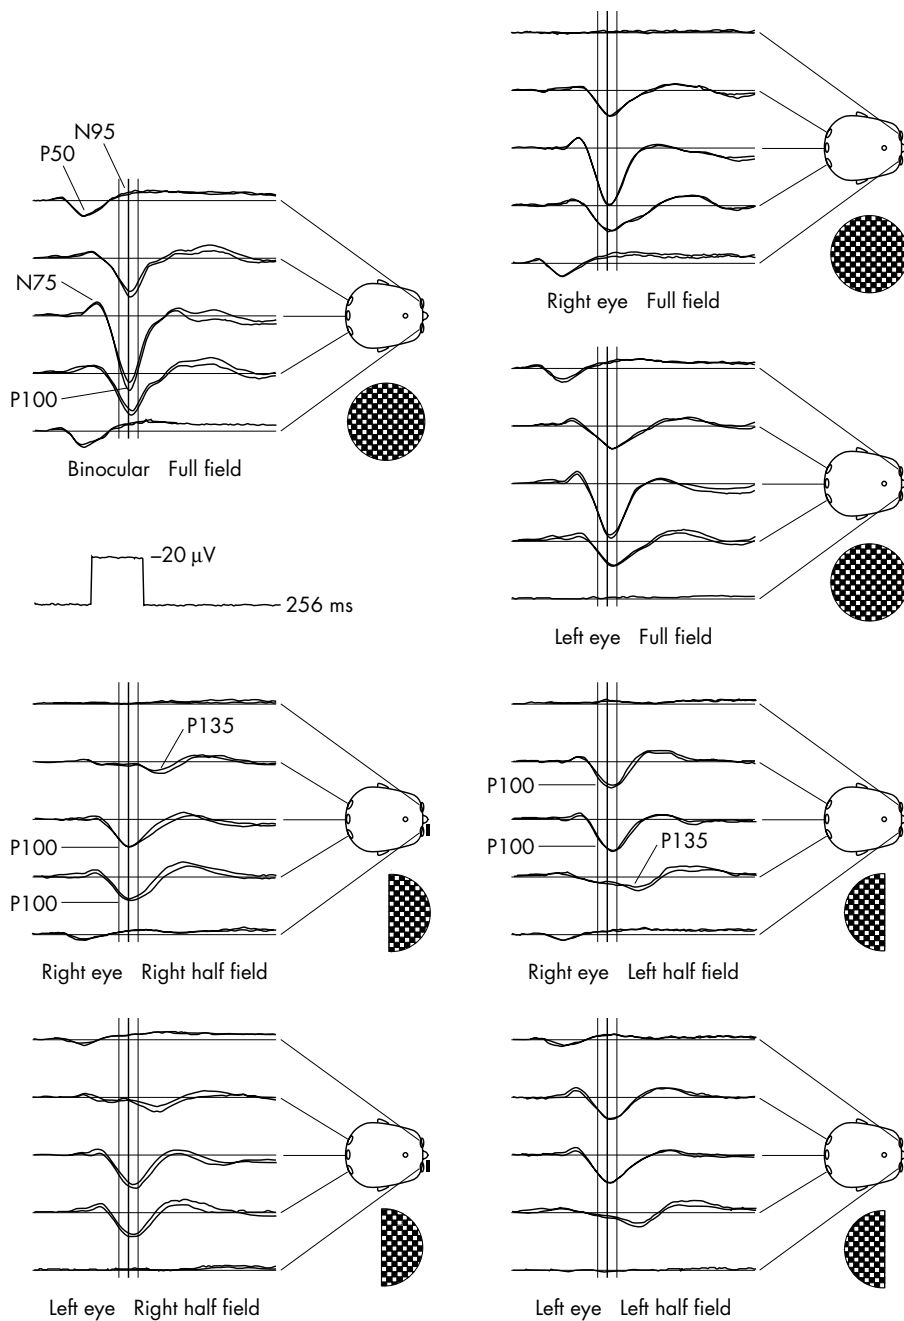 N95
P50
N75
P100
Binocular Full field
Right eye Full field
–20 μV
256 ms
Left eye Full field
P135
P100
P100
Right eye Right half field
P100
P100
P135
Right eye Left half field
Left eye Right half field
Left eye Left half field